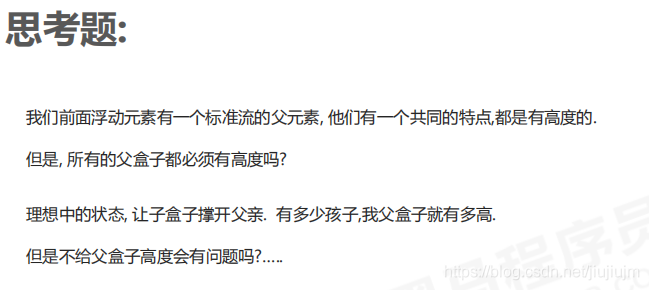 思考题:
我们前面浮动元素有一个标准流的父元素, 他们有一个共同的特点,都是有高度的.
但是, 所有的父盒子都必须有高度吗?
理想中的状态, 让子盒子撑开父亲. 有多少孩子,我父盒子就有多高.
但是不给父盒子高度会有问题吗?.....
https://blog.csdn.net/jiujiujm
程序员